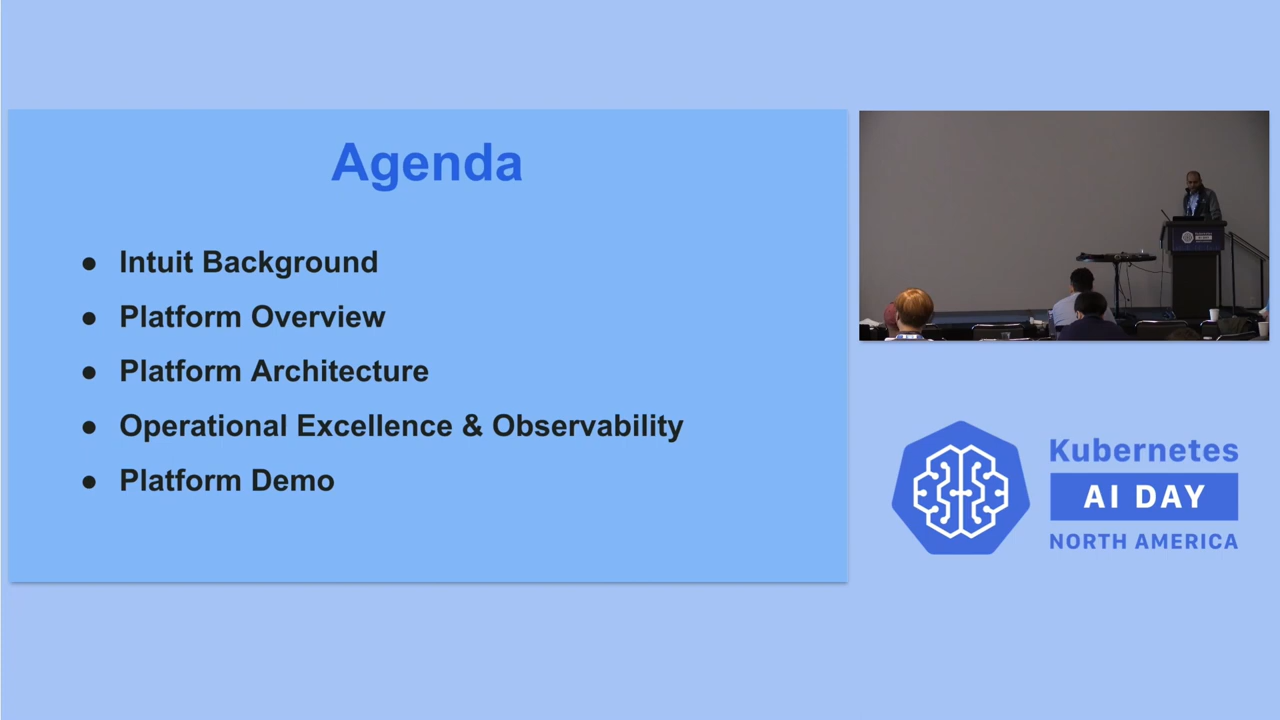 Agenda
● Intuit Background
● Platform Overview
● Platform Architecture
● Operational Excellence & Observability
● Platform Demo
Kubernetes
AI DAY
NORTH AMERICA